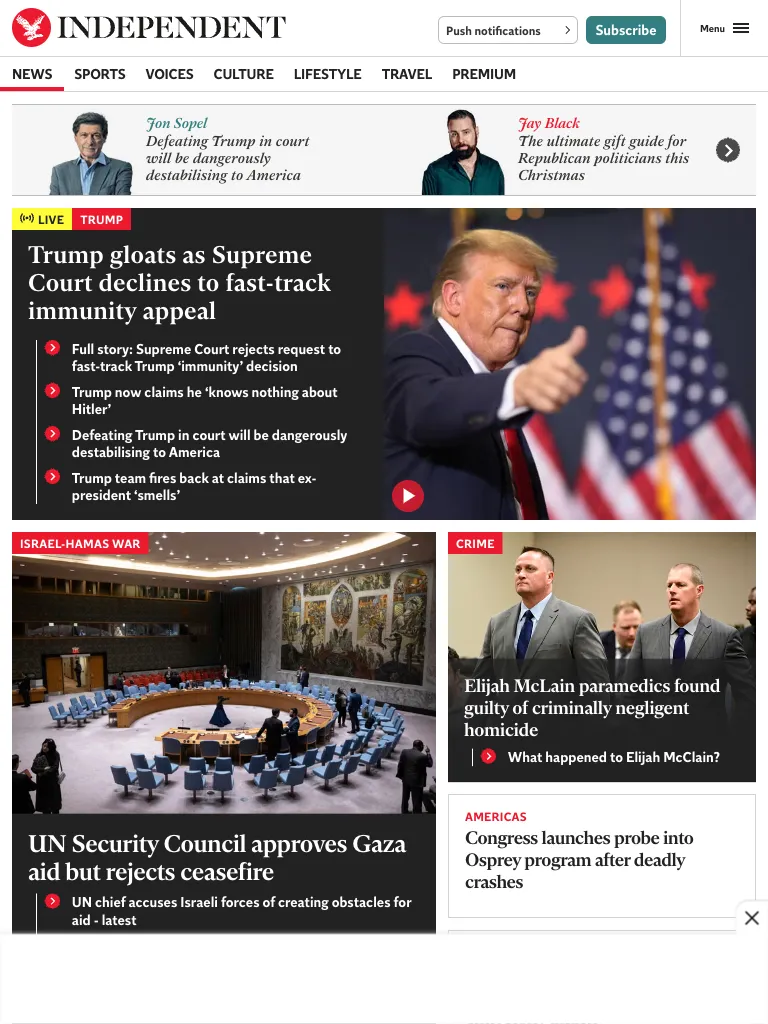 INDEPENDENT
Push notifications
Subscribe
Menu
NEWS
SPORTS
VOICES
CULTURE
LIFESTYLE
TRAVEL
PREMIUM
Jon Sopel
Defeating Trump in court
will be dangerously
destabilising to America
Jay Black
The ultimate gift guide for
Republican politicians this
Christmas
LIVE
TRUMP
Trump gloats as Supreme
Court declines to fast-track
immunity appeal
Full story: Supreme Court rejects request to
fast-track Trump ‘immunity’ decision
Trump now claims he ‘knows nothing about
Hitler’
Defeating Trump in court will be dangerously
destabilising to America
Trump team fires back at claims that ex-
president ‘smells’
ISRAEL-HAMAS WAR
UN Security Council approves Gaza
aid but rejects ceasefire
UN chief accuses Israeli forces of creating obstacles for
aid - latest
CRIME
Elijah McLain paramedics found
guilty of criminally negligent
homicide
What happened to Elijah McClain?
AMERICAS
Congress launches probe into
Osprey program after deadly
crashes